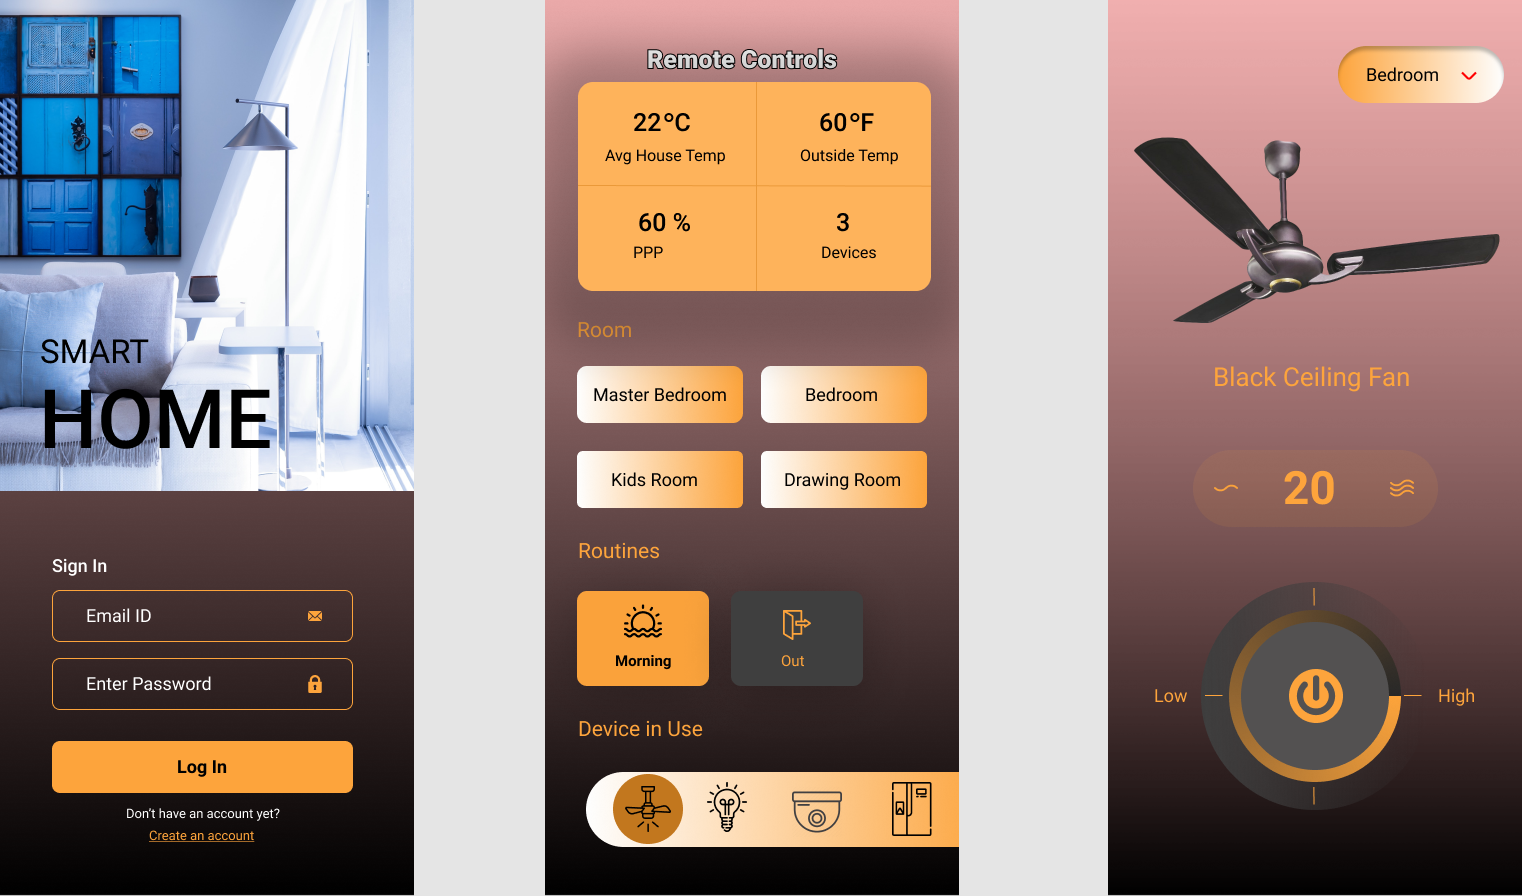 SMART
HOME
Sign In
Email ID
Enter Password
Log In
Don't have an account yet?
Create an account
Remote Controls
22°C
Avg House Temp
60°F
Outside Temp
60 %
PPP
3
Devices
Room
Master Bedroom
Bedroom
Kids Room
Drawing Room
Routines
Morning
Out
Device in Use
Bedroom
Black Ceiling Fan
20
Low
High